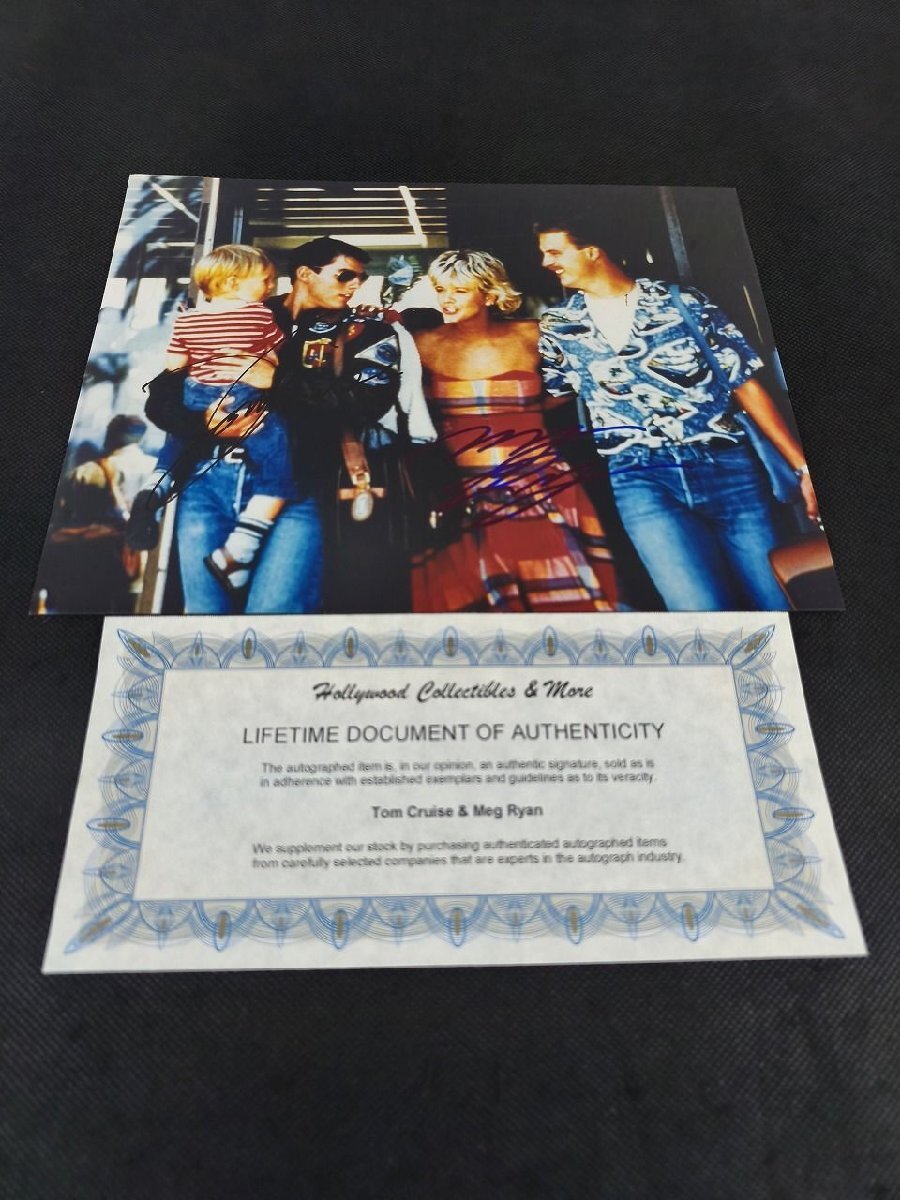 Hollywood Collectibles & More
LIFETIME DOCUMENT OF AUTHENTICITY
The autographed item is, in our opinion, an authentic signature, sold as is
in adherence with established exemplars and guidelines as to its veracity.
Tom Cruise & Meg Ryan
We supplement our stock by purchasing authenticated autographed items
from carefully selected companies that are experts in the autograph industry.